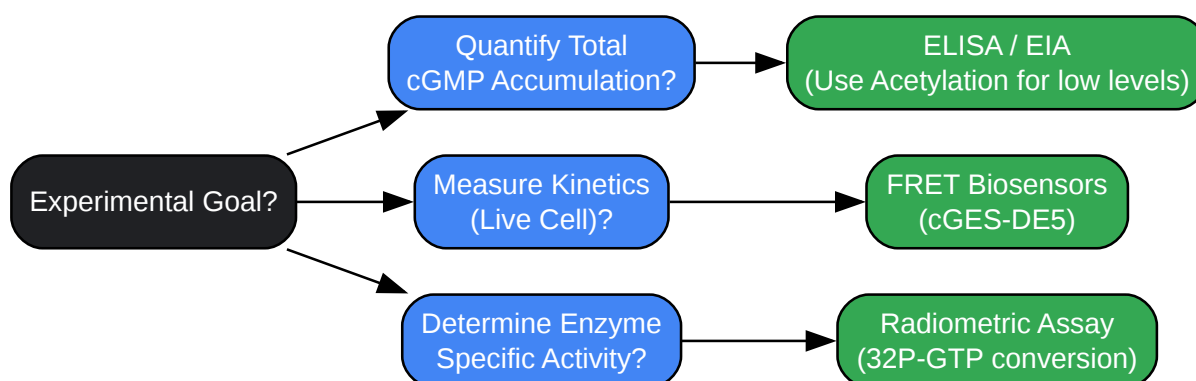 Experimental Goal?
Quantify Total
cGMP Accumulation?
ELISA / EIA
(Use Acetylation for low levels)
Measure Kinetics
(Live Cell)?
FRET Biosensors
(cGES-DE5)
Determine Enzyme
Specific Activity?
Radiometric Assay
(32P-GTP conversion)